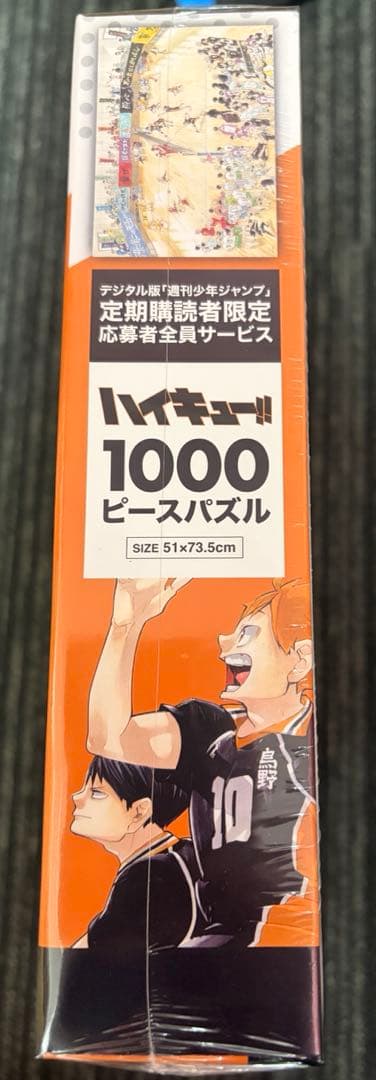 デジタル版「週刊少年ジャンプ」
定期購読者限定
応募者全員サービス
ハイキュー!!
1000
ピースパズル
SIZE 51×73.5cm
烏野
10